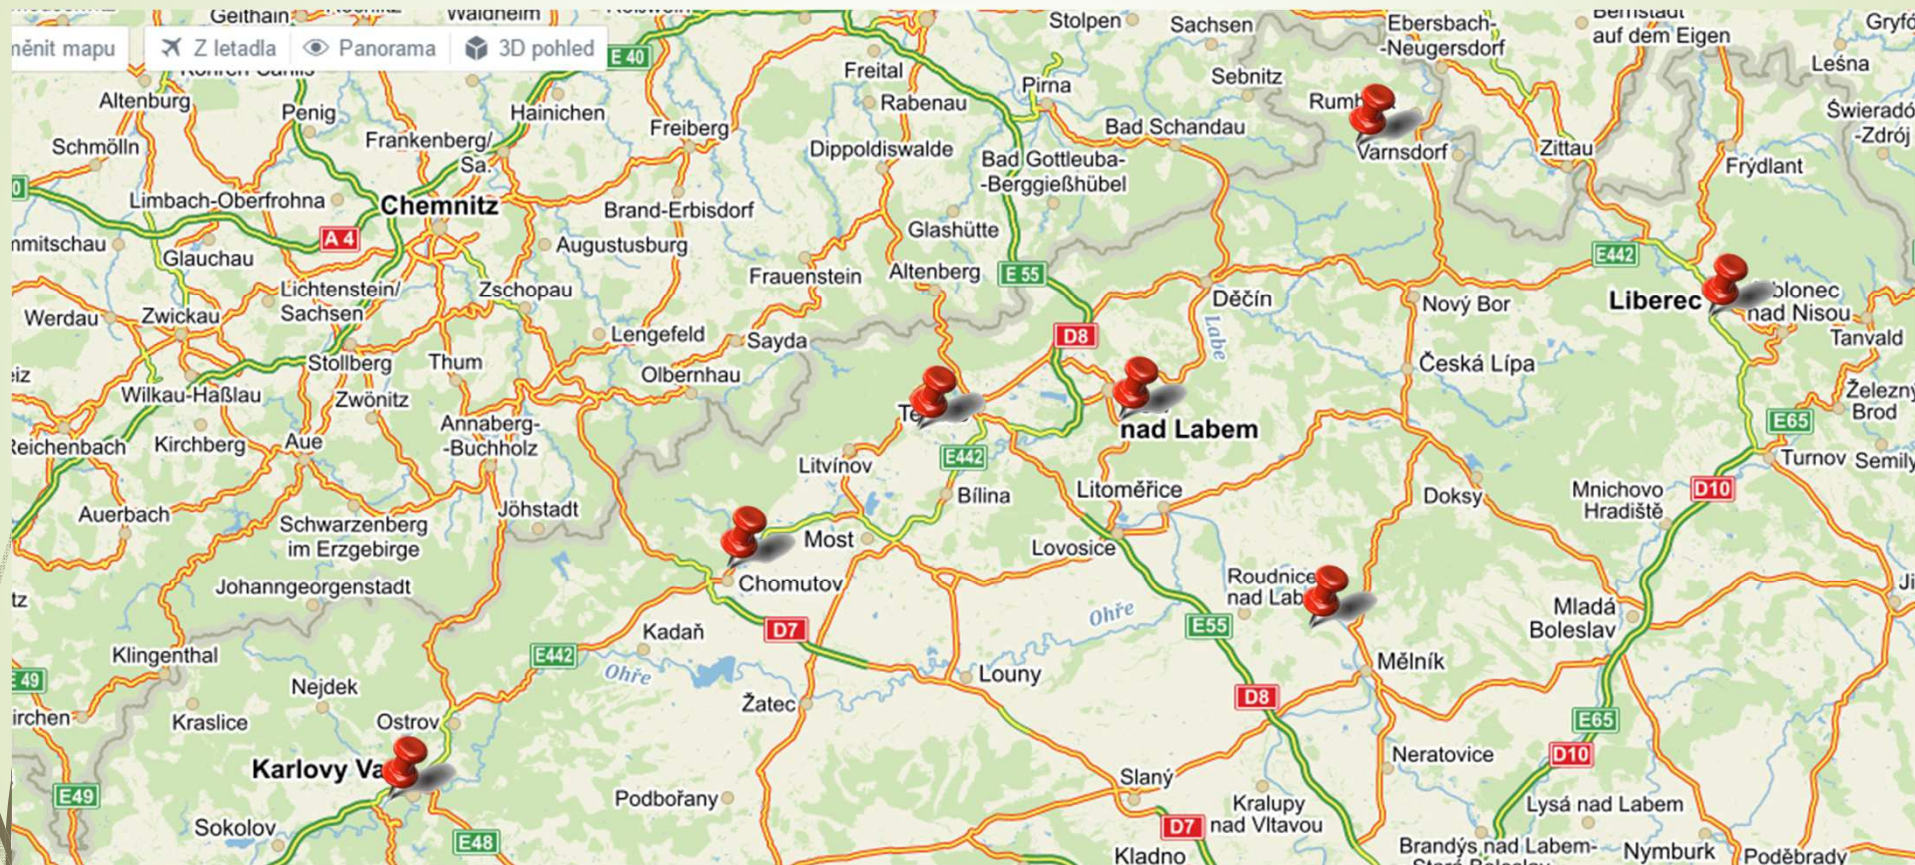 Geithain
Waldheim
Stolpen
Sachsen
Ebersbach-
-Neugersdorf
auf dem Eigen
Z letadla
Panorama
3D pohled
E 40
Freital
Pirna
Sebnitz
Leśna
Altenburg
Penig
Hainichen
Rabenau
Frankenberg/
Sa.
Freiberg
Bad Schandau
Varnsdorf
-Zdrój
Schmölln
Dippoldiswalde
Bad Gottleuba-
-Berggießhübel
Zittau
Frýdlant
Limbach-Oberfrohna
Chemnitz
Brand-Erbisdorf
Glashütte
A 4
Augustusburg
Glauchau
Frauenstein
Altenberg
E 55
E442
Lichtenstein/
Sachsen
Zschopau
Děčín
Nový Bor
Liberec
nad Nisou
Werdau
Zwickau
Lengefeld
Sayda
D8
Labe
Tanvald
Stollberg
Thum
Olbernhau
Česká Lípa
Wilkau-Haßlau
Zwönitz
Železný
Brod
Annaberg-
-Buchholz
nad Labem
E65
Reichenbach
Kirchberg
Aue
Litvínov
E442
Turnov
Semily
Auerbach
Jöhstadt
Bílina
Litoměřice
Doksy
Mnichovo
Hradiště
D10
Schwarzenberg
im Erzgebirge
Most
Lovosice
Johanngeorgenstadt
Chomutov
Roudnice
Ohře
Mladá
Boleslav
Kadaň
D7
E55
Klingenthal
E442
Ohře
Louny
Mělník
E 49
Nejdek
Žatec
D8
Kraslice
Ostrov
E65
Neratovice
D10
Karlovy
Slaný
E49
Podbořany
Kralupy
nad Vltavou
Lysá nad Labem
Sokolov
E48
D7
Kladno
Brandýs nad Labem-
Nymburk
Poděbrady